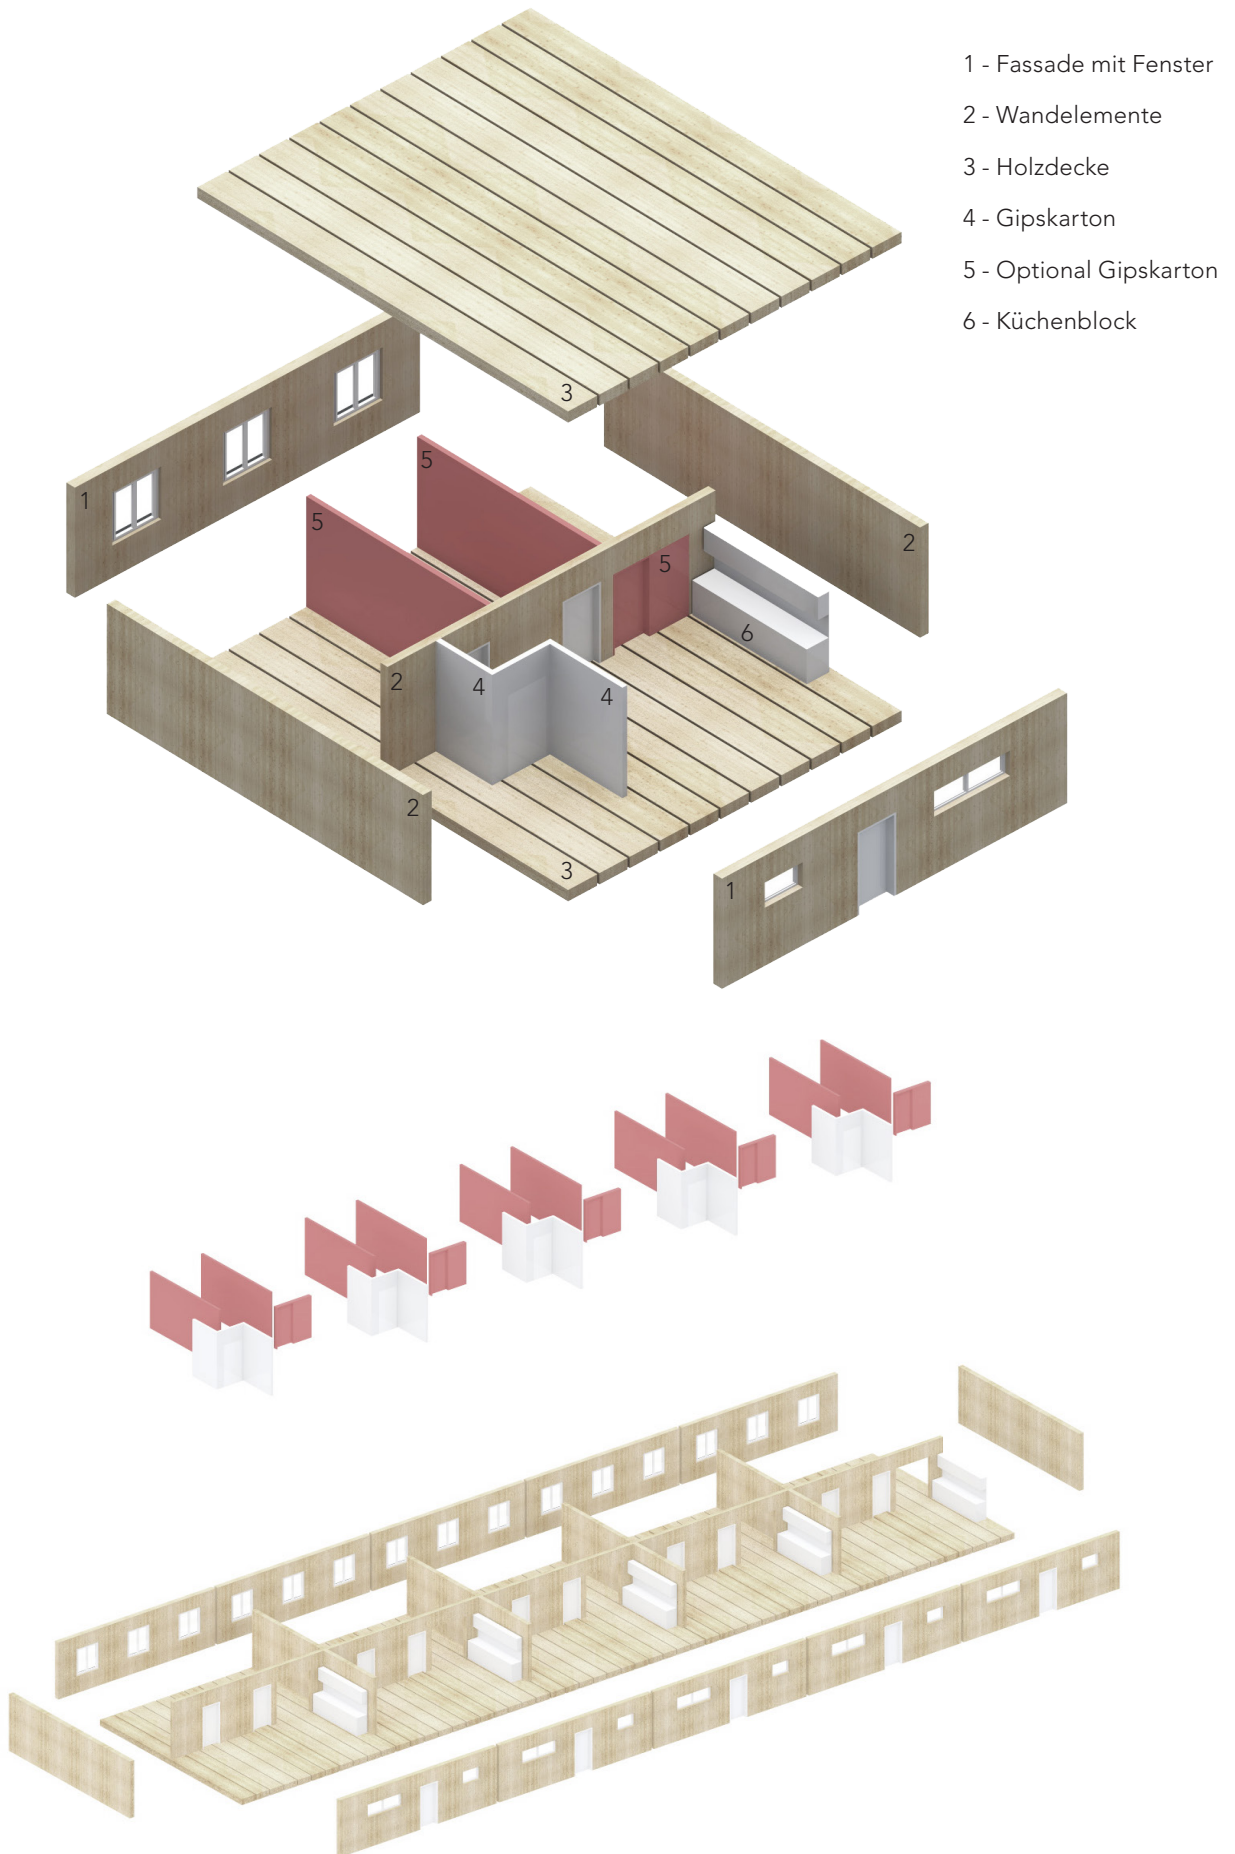 1 - Fassade mit Fenster
2 - Wandelemente
3 - Holzdecke
4 - Gipskarton
5 - Optional Gipskarton
6 - Küchenblock
3
5
1
5
2
5
6
2
4
4
2
3
1